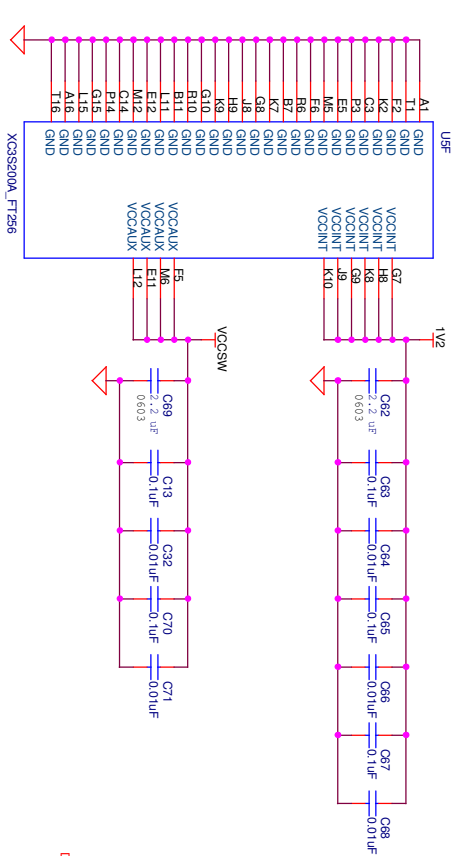 U5F
A1 GND
T1 GND
F2 GND
K2 GND
C3 GND
P3 GND
E5 GND
M5 GND
F6 GND
R6 GND
B7 GND
K7 GND
G8 GND
J8 GND
H9 GND
K9 GND
G10 GND
R10 GND
B11 GND
L11 GND
E12 GND
M12 GND
C14 GND
P14 GND
G15 GND
L15 GND
A16 GND
T16 GND
XC3S200A_FT256
VCCINT G7
VCCINT H8
VCCINT K8
VCCINT G9
VCCINT J9
VCCINT K10
VCCAUX F5
VCCAUX M6
VCCAUX E11
VCCAUX L12
1V2
C62
2.2 uF
0603
C63
0.1uF
C64
0.01uF
C65
0.1uF
C66
0.01uF
C67
0.1uF
C68
0.01uF
VCCSW
C69
2.2 uF
0603
C13
0.1uF
C32
0.01uF
C70
0.1uF
C71
0.01uF